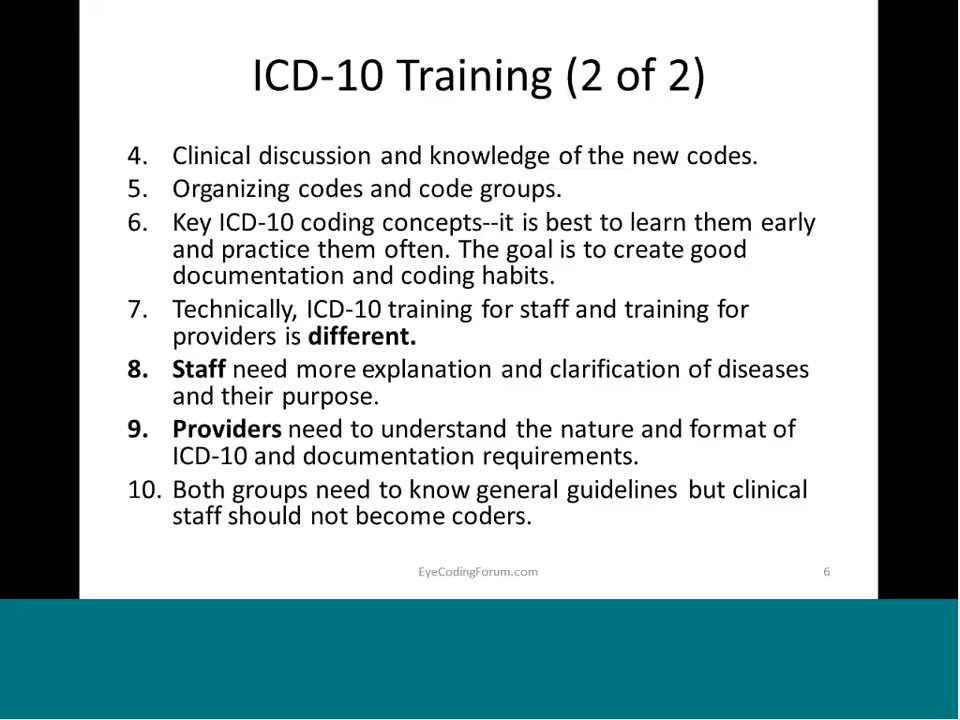 ICD-10 Training (2 of 2)
4. Clinical discussion and knowledge of the new codes.
5. Organizing codes and code groups.
6. Key ICD-10 coding concepts--it is best to learn them early
and practice them often. The goal is to create good
documentation and coding habits.
7. Technically, ICD-10 training for staff and training for
providers is different.
8. Staff need more explanation and clarification of diseases
and their purpose.
9. Providers need to understand the nature and format of
ICD-10 and documentation requirements.
10. Both groups need to know general guidelines but clinical
staff should not become coders.
EyeCodingForum.com
6